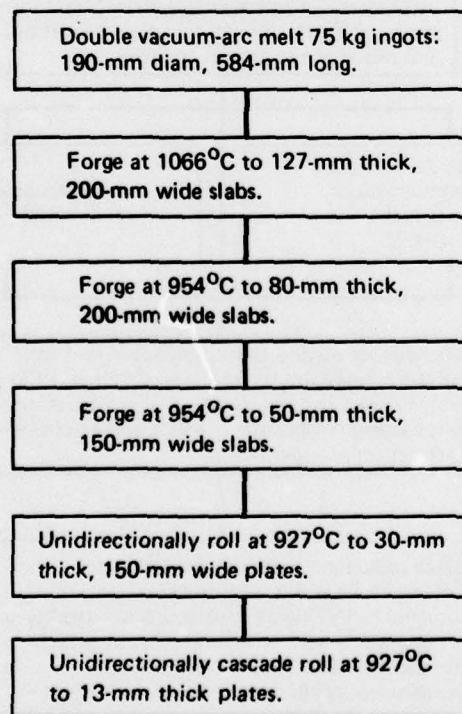 Double vacuum-arc melt 75 kg ingots:
190-mm diam, 584-mm long.
Forge at 1066°C to 127-mm thick,
200-mm wide slabs.
Forge at 954°C to 80-mm thick,
200-mm wide slabs.
Forge at 954°C to 50-mm thick,
150-mm wide slabs.
Unidirectionally roll at 927°C to 30-mm
thick, 150-mm wide plates.
Unidirectionally cascade roll at 927°C
to 13-mm thick plates.